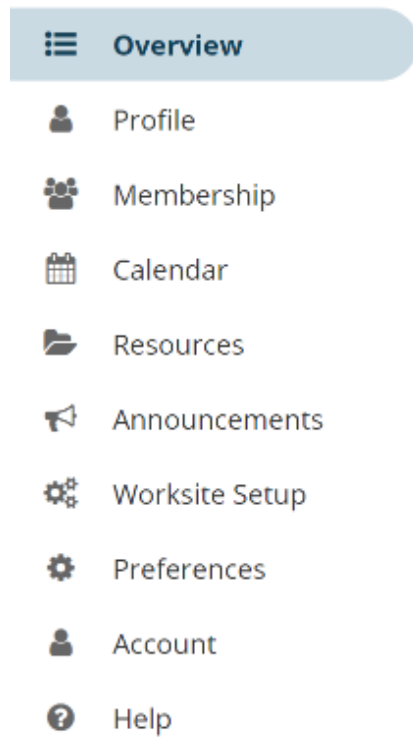 Overview
Profile
Membership
Calendar
Resources
Announcements
Worksite Setup
Preferences
Account
Help